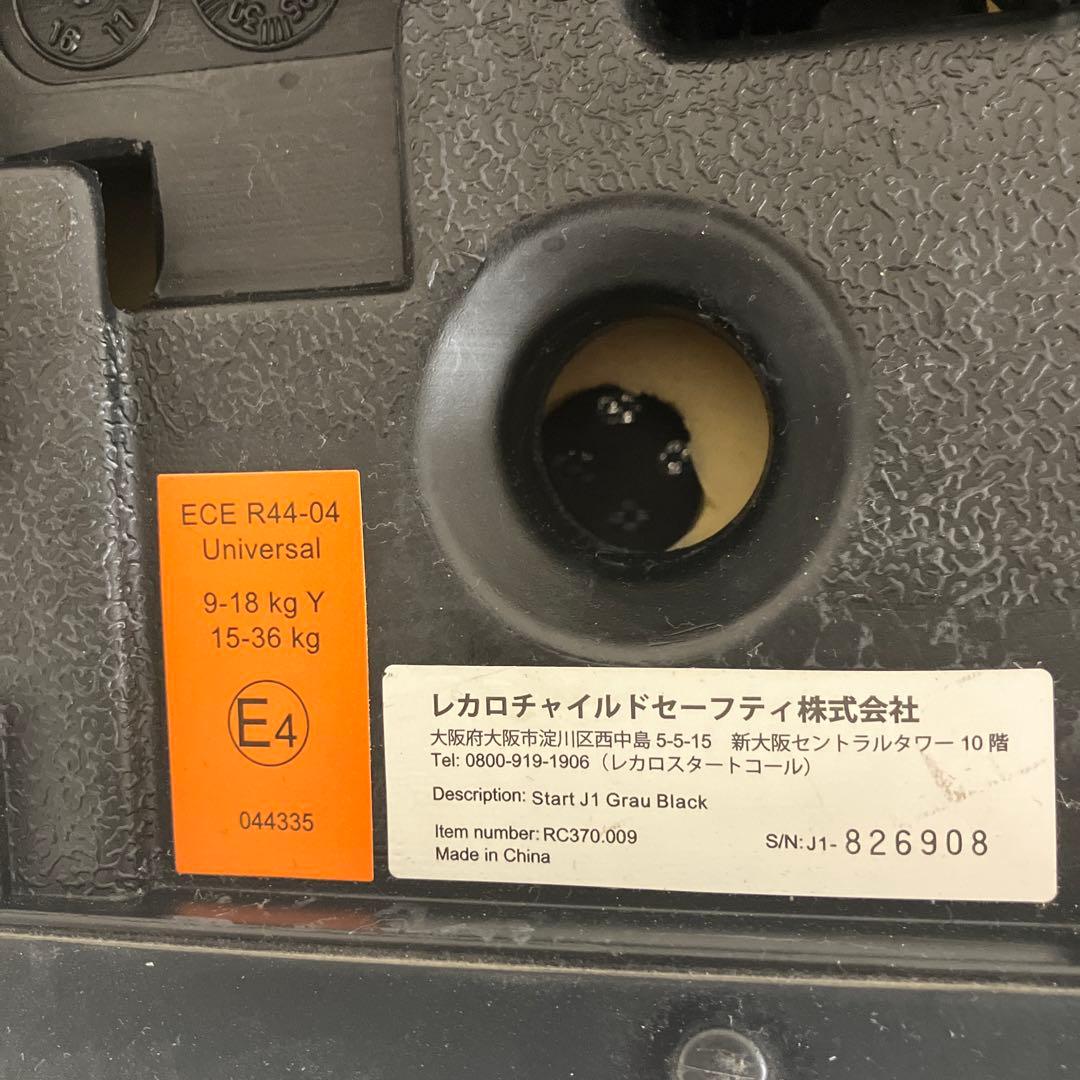 16 11
ECE R44-04
Universal
9-18 kg Y
15-36 kg
E4
044335
レカロチャイルドセーフティ株式会社
大阪府大阪市淀川区西中島 5-5-15 新大阪セントラルタワー 10 階
Tel: 0800-919-1906（レカロスタートコール）
Description: Start J1 Grau Black
Item number: RC370.009
S/N: J1-826908
Made in China